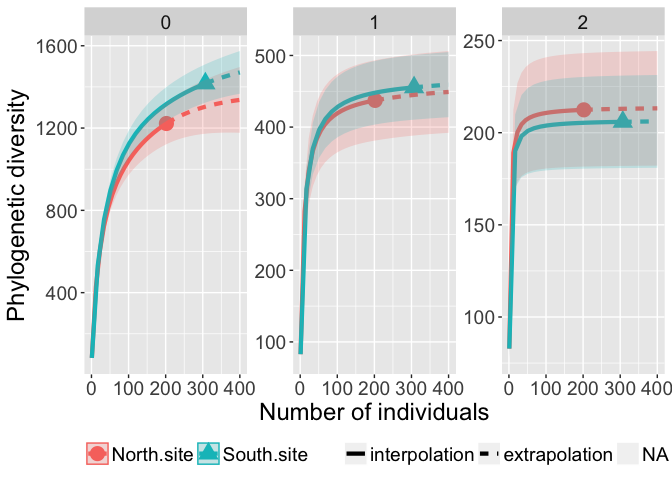 0 1 2
Phylogenetic diversity
1600
1200
800
400
0 100 200 300 400
500
400
300
200
100
0 100 200 300 400
250
200
150
100
0 100 200 300 400
Number of individuals
North.site South.site interpolation extrapolation NA